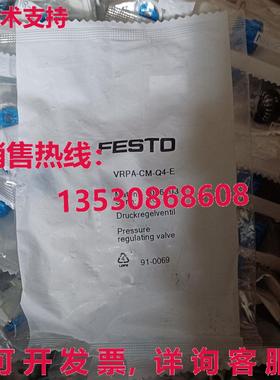 术支持
销售热线:
FESTO
VRPA-CM-Q4-E
13530868608
Druckregelventil
Pressure
regulating valve
91-0069
可开发票,详询客服